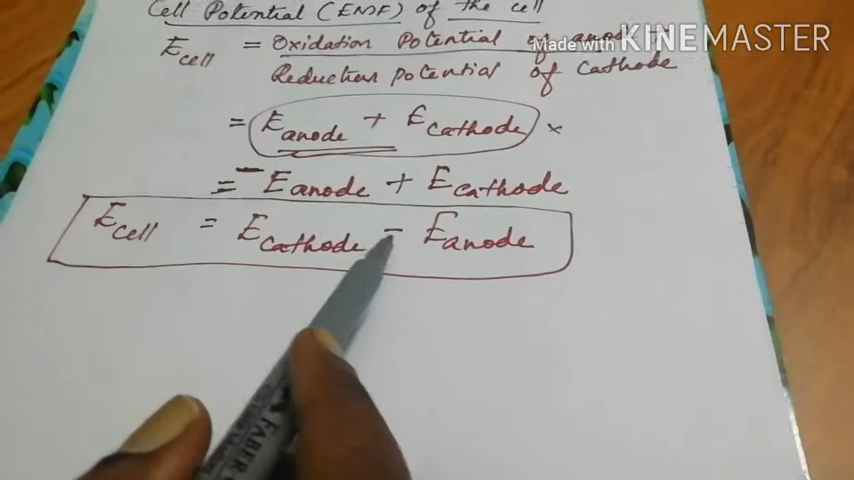 Cell Potential (EMF) of the cell
Ecell = Oxidation Potential of anode +
Made with KINEMASTER
Reduction potential of Cathode
= Eanode + Ecathode ×
= -Eanode + Ecathode
Ecell = Ecathode - Eanode
FABER